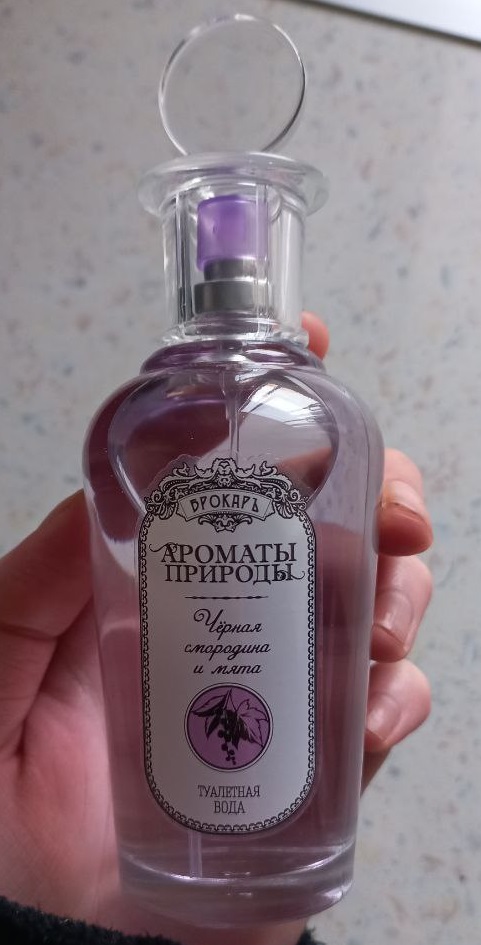 БРОКАРЪ
АРОМАТЫ
ПРИРОДЫ
Чёрная
смородина
и мята
ТУАЛЕТНАЯ
ВОДА